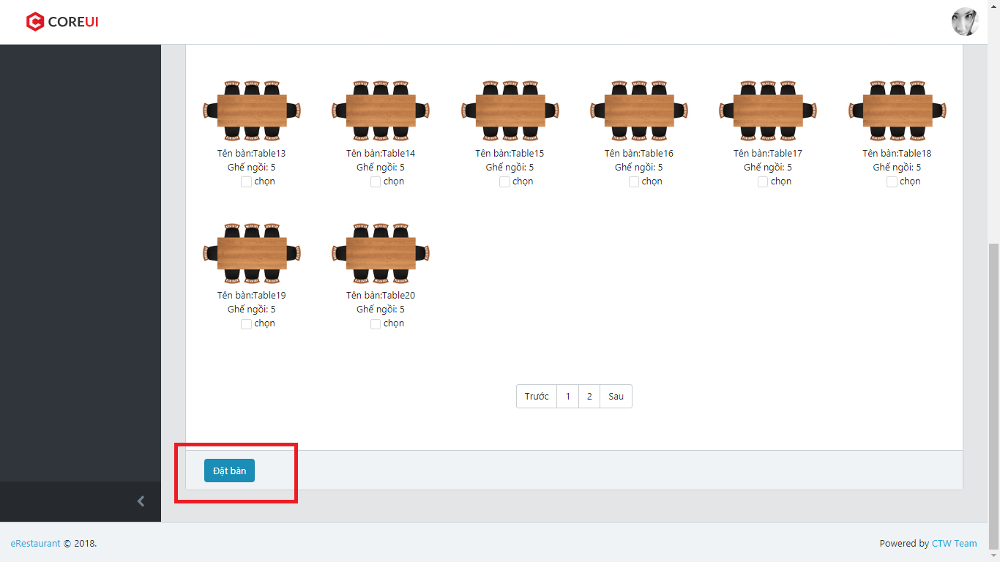 COREUI
Tên bàn:Table13
Ghế ngồi: 5
chọn
Tên bàn:Table14
Ghế ngồi: 5
chọn
Tên bàn:Table15
Ghế ngồi: 5
chọn
Tên bàn:Table16
Ghế ngồi: 5
chọn
Tên bàn:Table17
Ghế ngồi: 5
chọn
Tên bàn:Table18
Ghế ngồi: 5
chọn
Tên bàn:Table19
Ghế ngồi: 5
chọn
Tên bàn:Table20
Ghế ngồi: 5
chọn
Trước 1 2 Sau
Đặt bàn
eRestaurant © 2018.
Powered by CTW Team